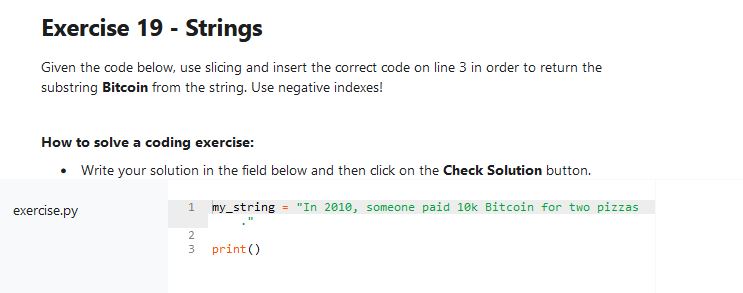 Exercise 19 - Strings
Given the code below, use slicing and insert the correct code on line 3 in order to return the
substring Bitcoin from the string. Use negative indexes!
How to solve a coding exercise:
• Write your solution in the field below and then click on the Check Solution button.
exercise.py
1 my_string = "In 2010, someone paid 10k Bitcoin for two pizzas
."
2
3 print()